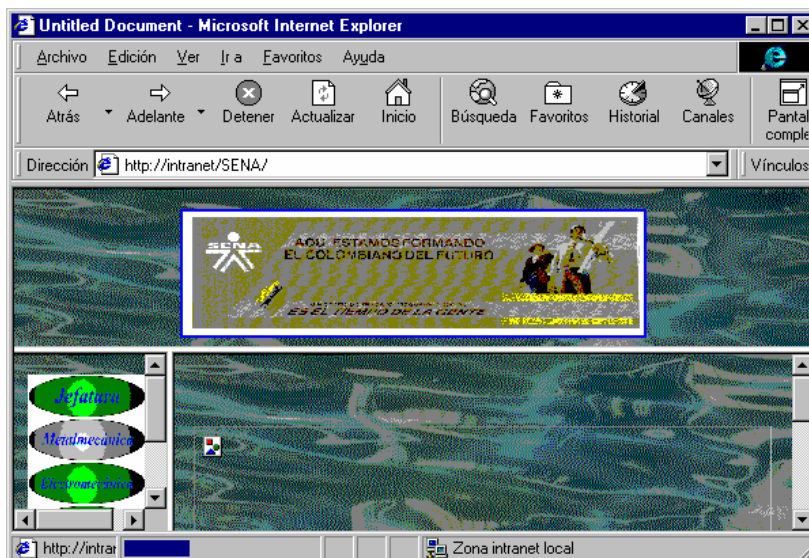 Untitled Document - Microsoft Internet Explorer
Archivo Edición Ver Ir a Favoritos Ayuda
Atrás Adelante Detener Actualizar Inicio Búsqueda Favoritos Historial Canales Pantal
comple
Dirección http://intranet/SENA/ Vínculos
SENA
AQU ESTAMOS FORMANDO
EL COLOMBIANO DEL FUTURO
ES EL TIEMPO DE LA GENTE
Jefatura
Metalmecánica
Electromecánica
http://intrar Zona intranet local